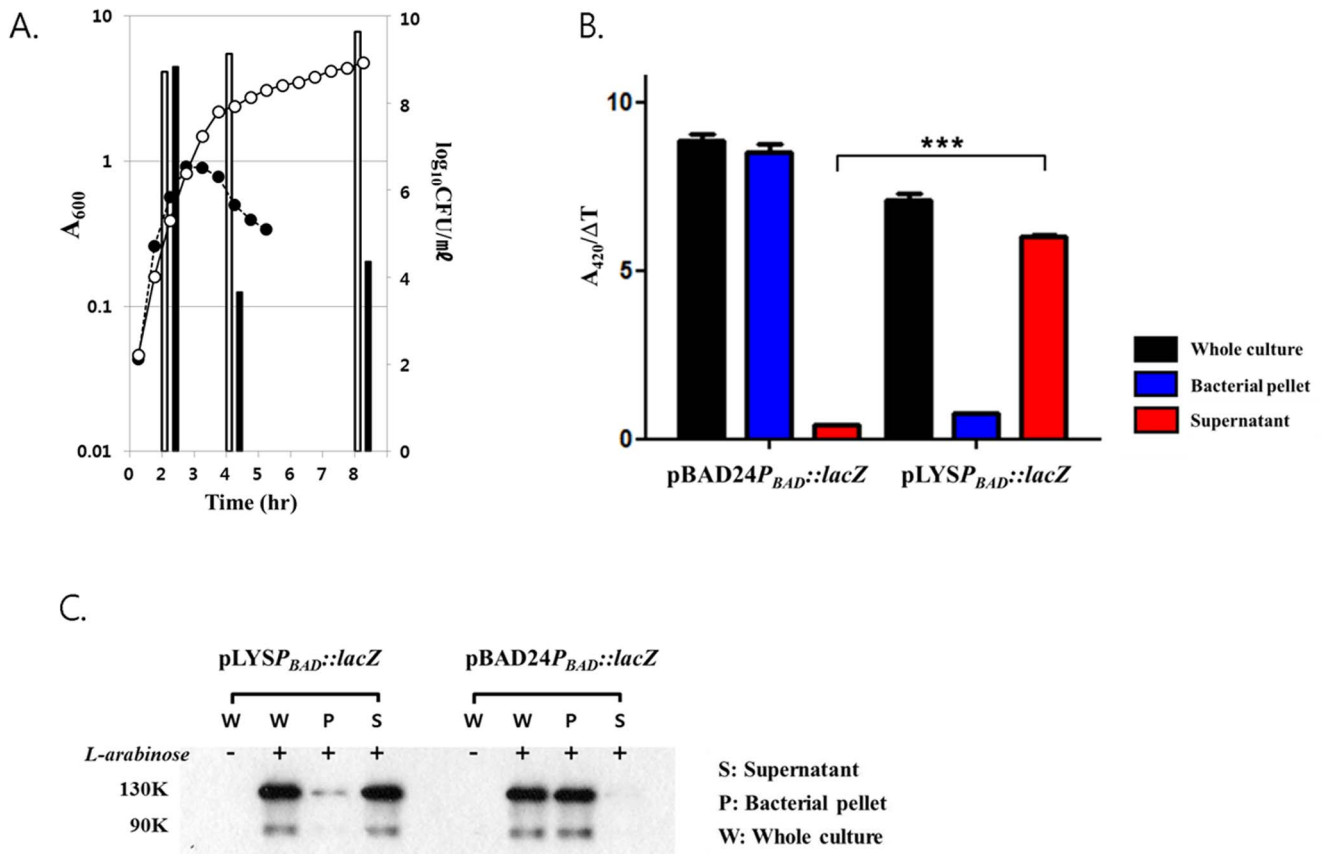 A.
10
1
0.1
0.01
A600
10
8
6
4
2
0
log10CFU/mℓ
0 2 3 4 5 6 7 8
Time (hr)
B.
10
5
0
A420/ΔT
***
pBAD24PBAD::lacZ pLYSPBAD::lacZ
Whole culture
Bacterial pellet
Supernatant
C.
pLYSPBAD::lacZ pBAD24PBAD::lacZ
W W P S W W P S
L-arabinose - + + + - + + +
130K
90K
S: Supernatant
P: Bacterial pellet
W: Whole culture